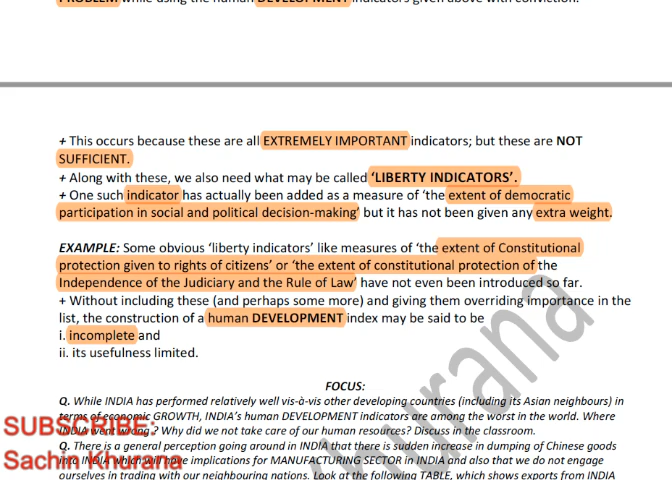 PROBLEM while using the human DEVELOPMENT indicators given above with conviction.
+ This occurs because these are all EXTREMELY IMPORTANT indicators; but these are NOT
SUFFICIENT.
+ Along with these, we also need what may be called ‘LIBERTY INDICATORS’.
+ One such indicator has actually been added as a measure of ‘the extent of democratic
participation in social and political decision-making’ but it has not been given any extra weight.
EXAMPLE: Some obvious ‘liberty indicators’ like measures of ‘the extent of Constitutional
protection given to rights of citizens’ or ‘the extent of constitutional protection of the
Independence of the Judiciary and the Rule of Law’ have not even been introduced so far.
+ Without including these (and perhaps some more) and giving them overriding importance in the
list, the construction of a human DEVELOPMENT index may be said to be
i. incomplete and
ii. its usefulness limited.
FOCUS:
Q. While INDIA has performed relatively well vis-à-vis other developing countries (including its Asian neighbours) in
terms of economic GROWTH, INDIA’s human DEVELOPMENT indicators are among the worst in the world. Where
INDIA went wrong? Why did we not take care of our human resources? Discuss in the classroom.
Q. There is a general perception going around in INDIA that there is sudden increase in dumping of Chinese goods
into INDIA which will have implications for MANUFACTURING SECTOR in INDIA and also that we do not engage
ourselves in trading with our neighbouring nations. Look at the following TABLE, which shows exports from INDIA
SUBSCRIBE:
Sachin Khurana
hurana